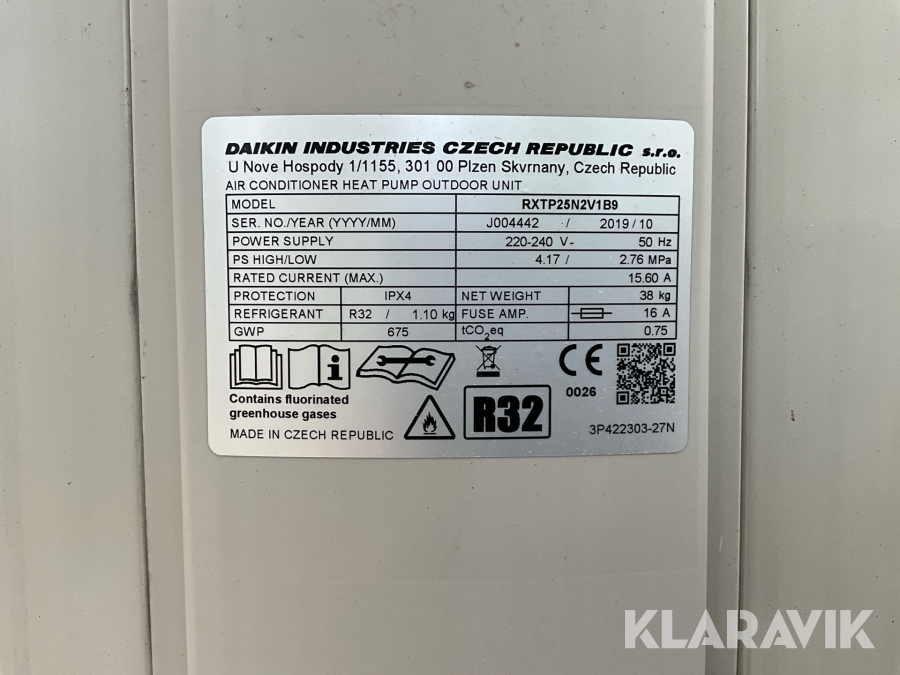 DAIKIN INDUSTRIES CZECH REPUBLIC s.r.o.
U Nove Hospody 1/1155, 301 00 Plzen Skvrnany, Czech Republic
AIR CONDITIONER HEAT PUMP OUTDOOR UNIT
MODEL RXTP25N2V1B9
SER. NO./YEAR (YYYY/MM) J004442 / 2019/10
POWER SUPPLY 220-240 V~ 50 Hz
PS HIGH/LOW 4.17 / 2.76 MPa
RATED CURRENT (MAX.) 15.60 A
PROTECTION IPX4 NET WEIGHT 38 kg
REFRIGERANT R32 / 1.10 kg FUSE AMP. 16 A
GWP 675 tCO2eq 0.75
i
CE
0026
Contains fluorinated
greenhouse gases
R32
MADE IN CZECH REPUBLIC
3P422303-27N
KLARAVIK